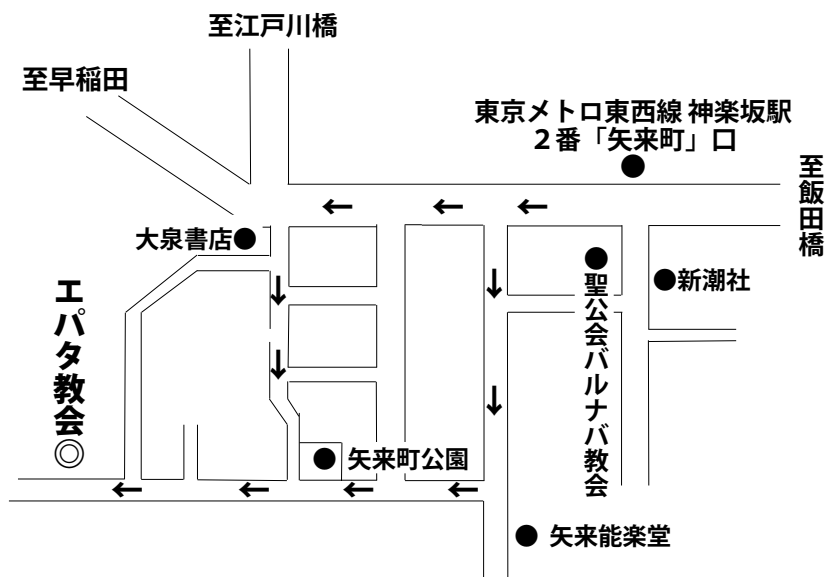 至江戸川橋
至早稲田
東京メトロ東西線 神楽坂駅
２番「矢来町」口
至飯田橋
大泉書店
新潮社
聖公会バルナバ教会
エパタ教会
矢来町公園
矢来能楽堂